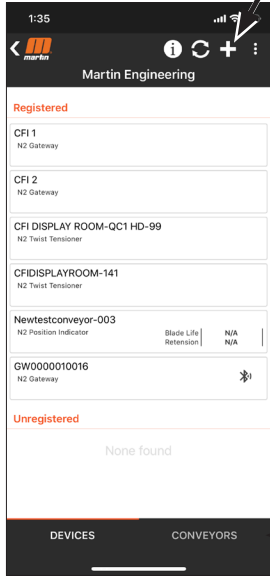 1:35
martin
Martin Engineering
Registered
CFI 1
N2 Gateway
CFI 2
N2 Gateway
CFI DISPLAY ROOM-QC1 HD-99
N2 Twist Tensioner
CFIDISPLAYROOM-141
N2 Twist Tensioner
Newtestconveyor-003
N2 Position Indicator
Blade Life N/A
Retension N/A
GW0000010016
N2 Gateway
Unregistered
None found
DEVICES CONVEYORS